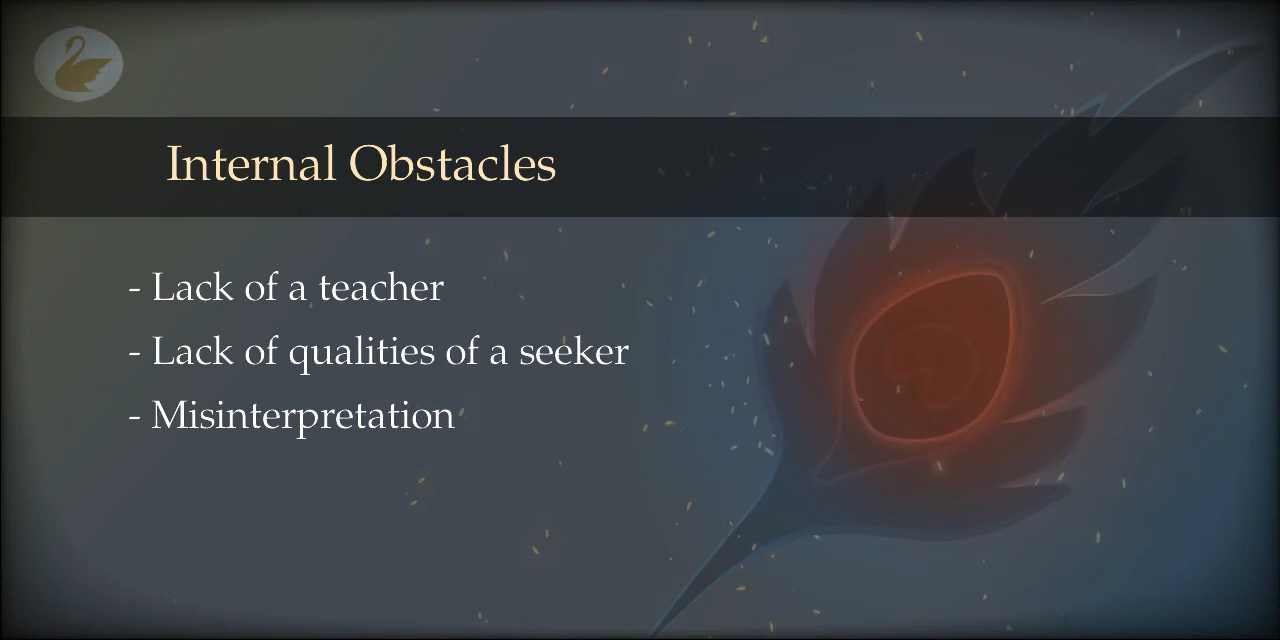 Internal Obstacles
- Lack of a teacher
- Lack of qualities of a seeker
- Misinterpretation